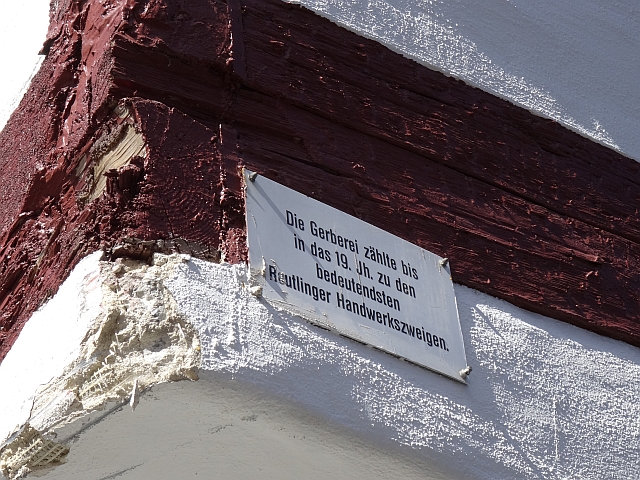 Die Gerberei zählte bis
in das 19. Jh. zu den
bedeutendsten
Reutlinger Handwerkszweigen.